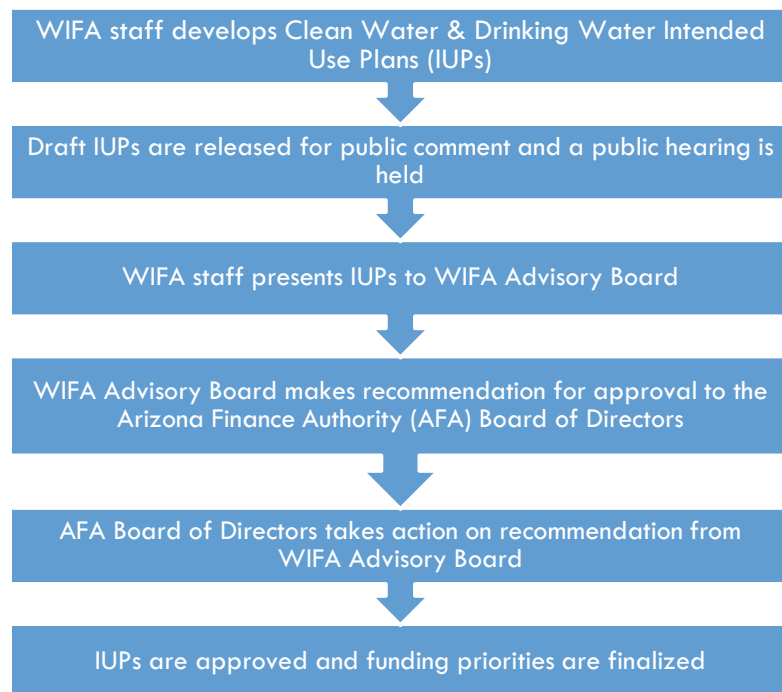 WIFA staff develops Clean Water & Drinking Water Intended
Use Plans (IUPs)
Draft IUPs are released for public comment and a public hearing is
held
WIFA staff presents IUPs to WIFA Advisory Board
WIFA Advisory Board makes recommendation for approval to the
Arizona Finance Authority (AFA) Board of Directors
AFA Board of Directors takes action on recommendation from
WIFA Advisory Board
IUPs are approved and funding priorities are finalized